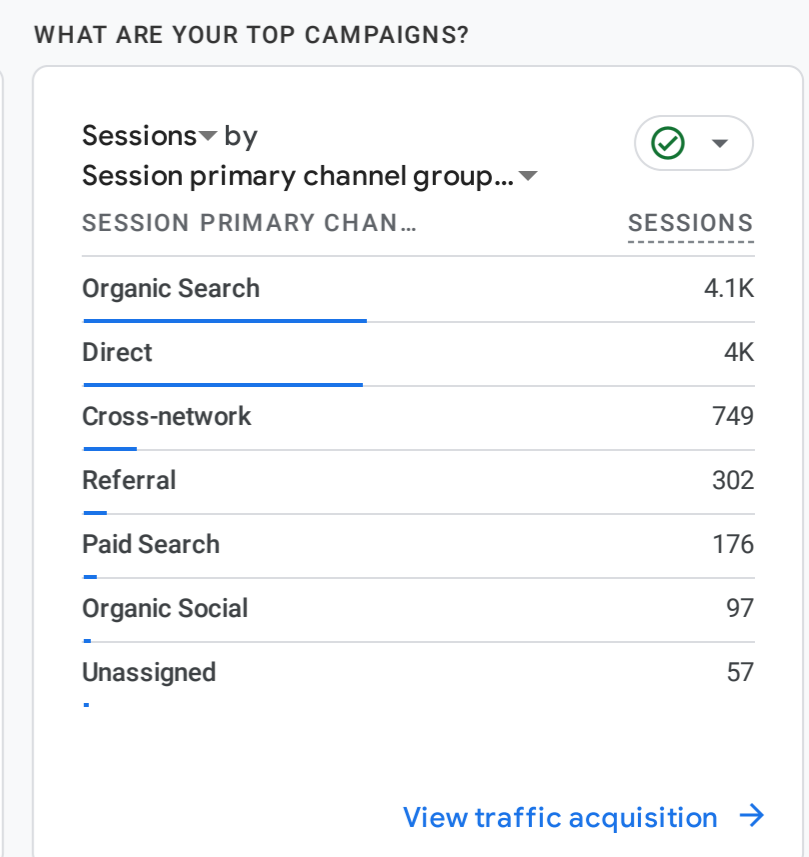 WHAT ARE YOUR TOP CAMPAIGNS?
Sessions by
Session primary channel group...
SESSION PRIMARY CHAN... SESSIONS
Organic Search 4.1K
Direct 4K
Cross-network 749
Referral 302
Paid Search 176
Organic Social 97
Unassigned 57
View traffic acquisition